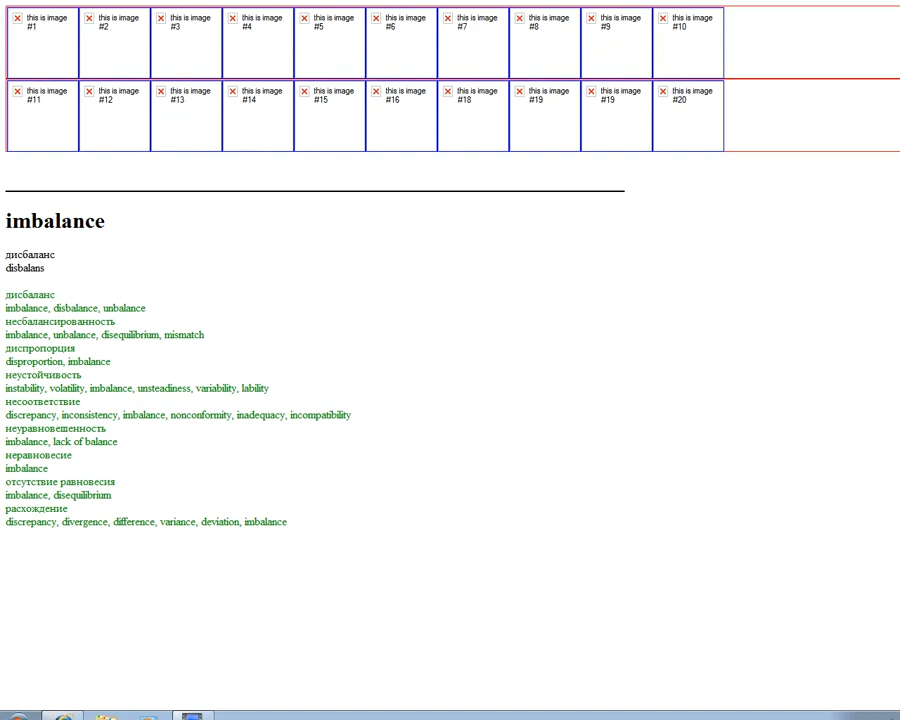 this is image this is image this is image this is image this is image this is image this is image this is image this is image this is image
#1 #2 #3 #4 #5 #6 #7 #8 #9 #10
this is image this is image this is image this is image this is image this is image this is image this is image this is image this is image
#11 #12 #13 #14 #15 #16 #18 #19 #19 #20
imbalance
дисбаланс
disbalans
дисбаланс
imbalance, disbalance, unbalance
несбалансированность
imbalance, unbalance, disequilibrium, mismatch
диспропорция
disproportion, imbalance
неустойчивость
instability, volatility, imbalance, unsteadiness, variability, lability
несоответствие
discrepancy, inconsistency, imbalance, nonconformity, inadequacy, incompatibility
неуравновешенность
imbalance, lack of balance
неравновесие
imbalance
отсутствие равновесия
imbalance, disequilibrium
расхождение
discrepancy, divergence, difference, variance, deviation, imbalance